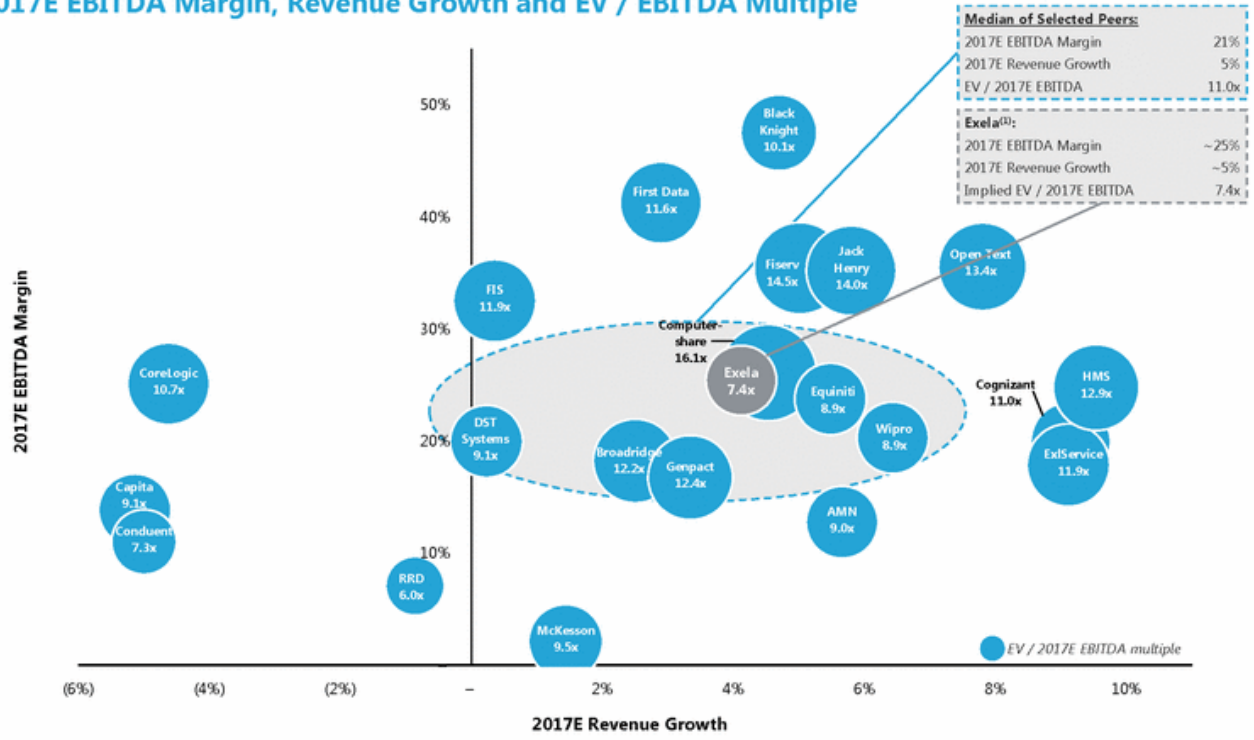 017E EBITDA Margin, Revenue Growth and EV / EBITDA Multiple
Median of Selected Peers:
2017E EBITDA Margin 21%
2017E Revenue Growth 5%
EV / 2017E EBITDA 11.0x
Exela(1):
2017E EBITDA Margin ~25%
2017E Revenue Growth ~5%
Implied EV / 2017E EBITDA 7.4x
2017E EBITDA Margin
50%
40%
30%
20%
10%
Black
Knight
10.1x
First Data
11.6x
Fiserv
14.5x
Jack
Henry
14.0x
Open Text
13.4x
FIS
11.9x
Computer-
share
16.1x
Exela
7.4x
CoreLogic
10.7x
Equiniti
8.9x
Cognizant
11.0x
HMS
12.9x
DST
Systems
9.1x
Broadridge
12.2x
Genpact
12.4x
Wipro
8.9x
ExlService
11.9x
Capita
9.1x
Conduent
7.3x
AMN
9.0x
RRD
6.0x
McKesson
9.5x
EV / 2017E EBITDA multiple
(6%) (4%) (2%) – 2% 4% 6% 8% 10%
2017E Revenue Growth